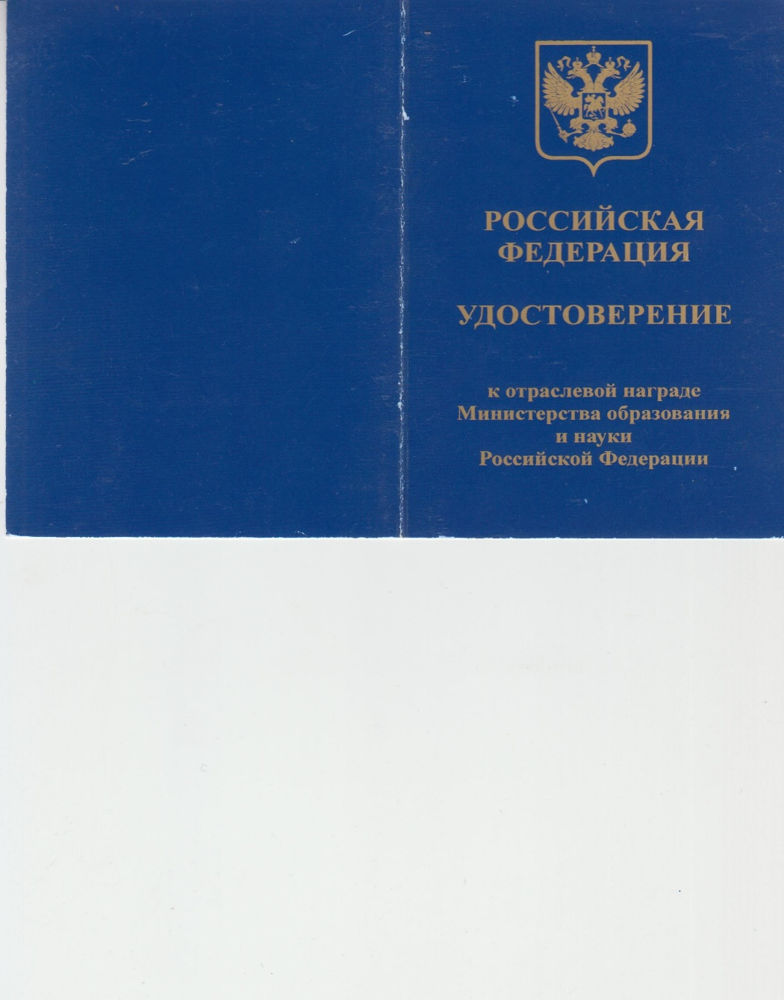 РОССИЙСКАЯ
ФЕДЕРАЦИЯ
УДОСТОВЕРЕНИЕ
к отраслевой награде
Министерства образования
и науки
Российской Федерации